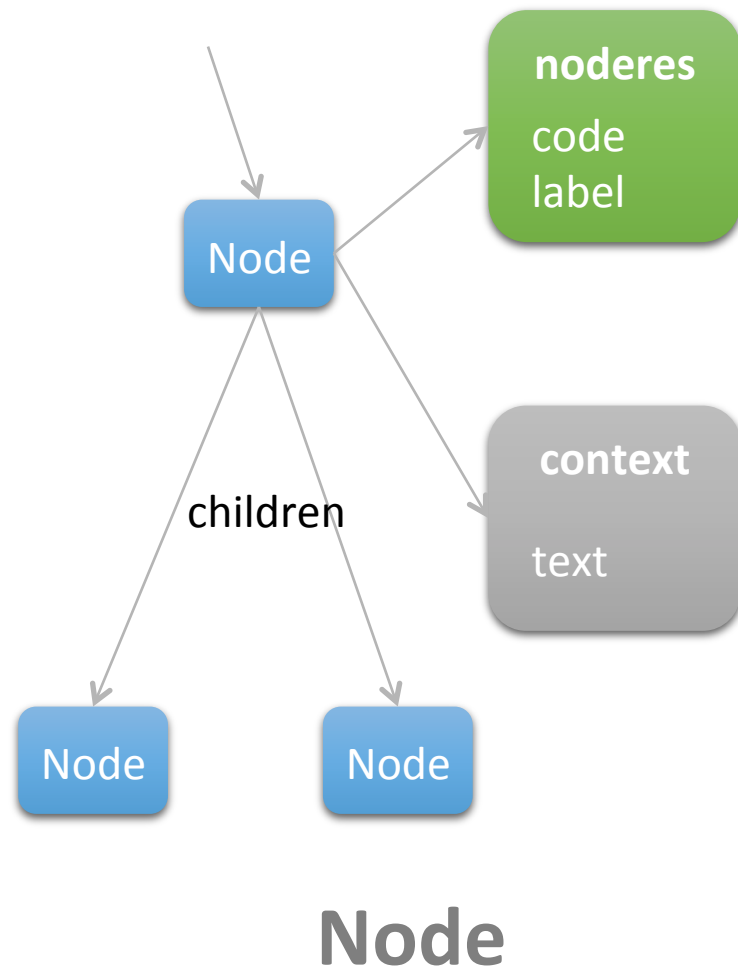 noderes
code
label
Node
context
text
children
Node
Node
Node